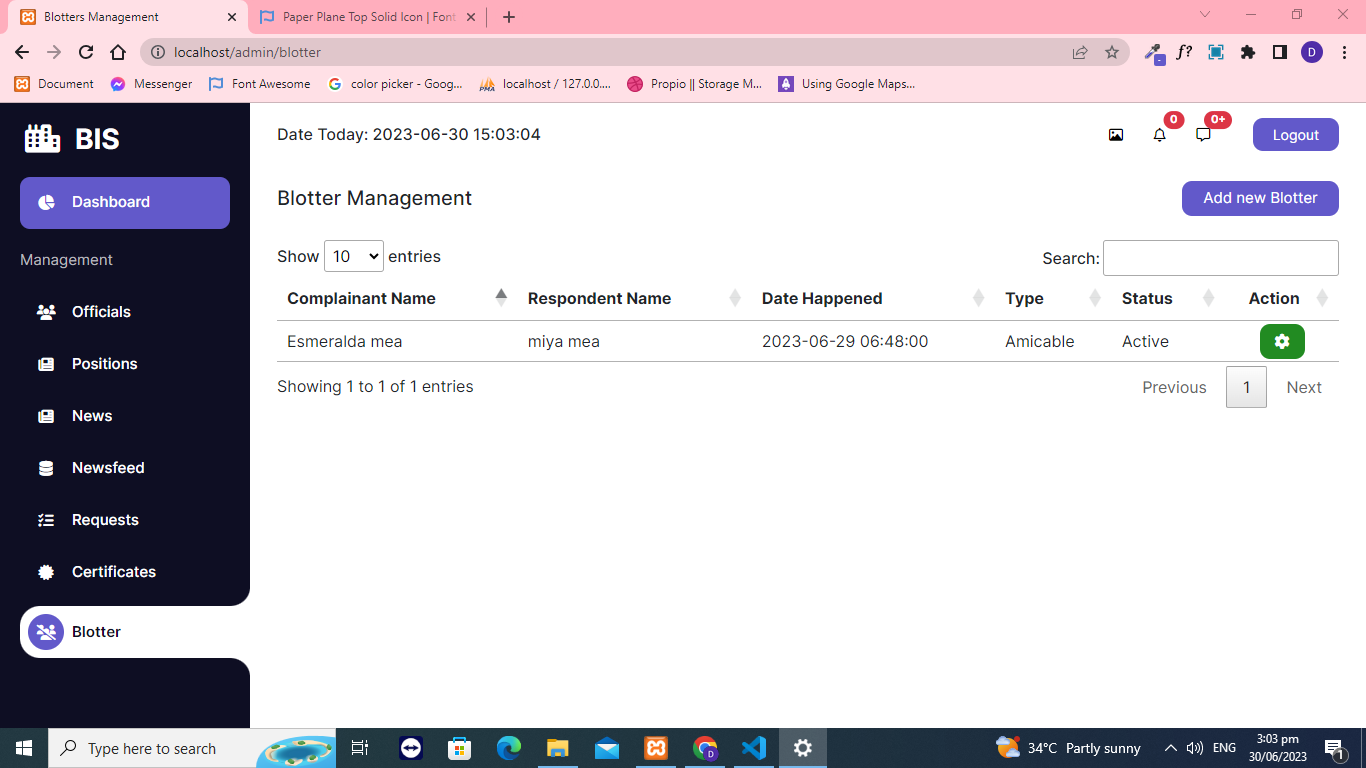 Blotters Management
Paper Plane Top Solid Icon | Font
localhost/admin/blotter
f?
D
Document
Messenger
Font Awesome
color picker - Goog...
localhost / 127.0.0....
Propio || Storage M...
Using Google Maps...
BIS
Date Today: 2023-06-30 15:03:04
0
0+
Logout
Dashboard
Blotter Management
Add new Blotter
Management
Show 10 entries
Search:
Complainant Name Respondent Name Date Happened Type Status Action
Esmeralda mea miya mea 2023-06-29 06:48:00 Amicable Active
Showing 1 to 1 of 1 entries
Previous 1 Next
Officials
Positions
News
Newsfeed
Requests
Certificates
Blotter
Type here to search
34°C Partly sunny
ENG
3:03 pm
30/06/2023
1